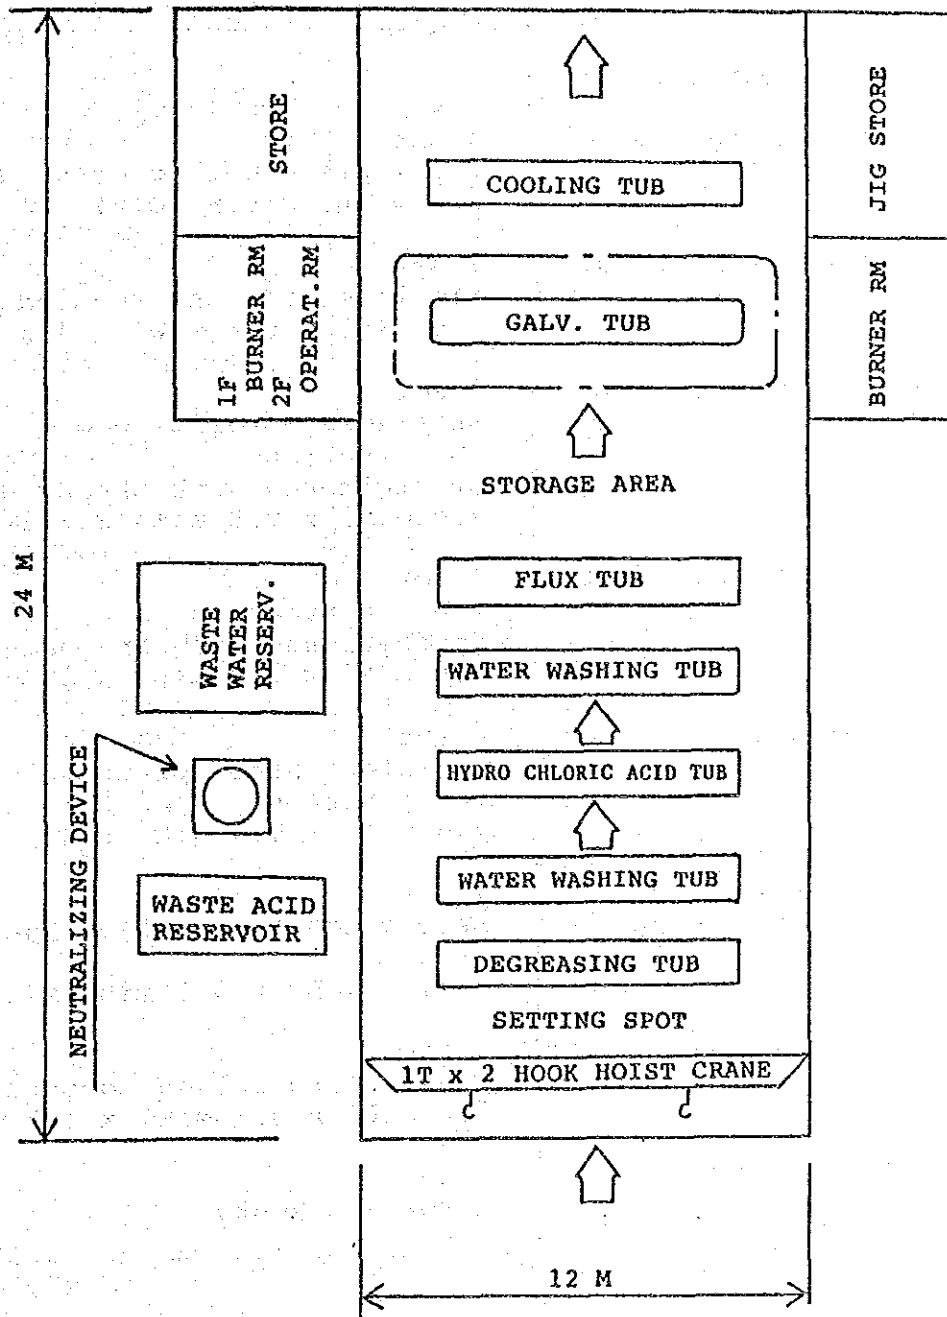 STORE
JIG STORE
COOLING TUB
1F
BURNER RM
2F
OPERAT.RM
GALV. TUB
BURNER RM
STORAGE AREA
24 M
WASTE
WATER
RESERV.
FLUX TUB
WATER WASHING TUB
NEUTRALIZING DEVICE
HYDRO CHLORIC ACID TUB
WASTE ACID
RESERVOIR
WATER WASHING TUB
DEGREASING TUB
SETTING SPOT
1T x 2 HOOK HOIST CRANE
12 M